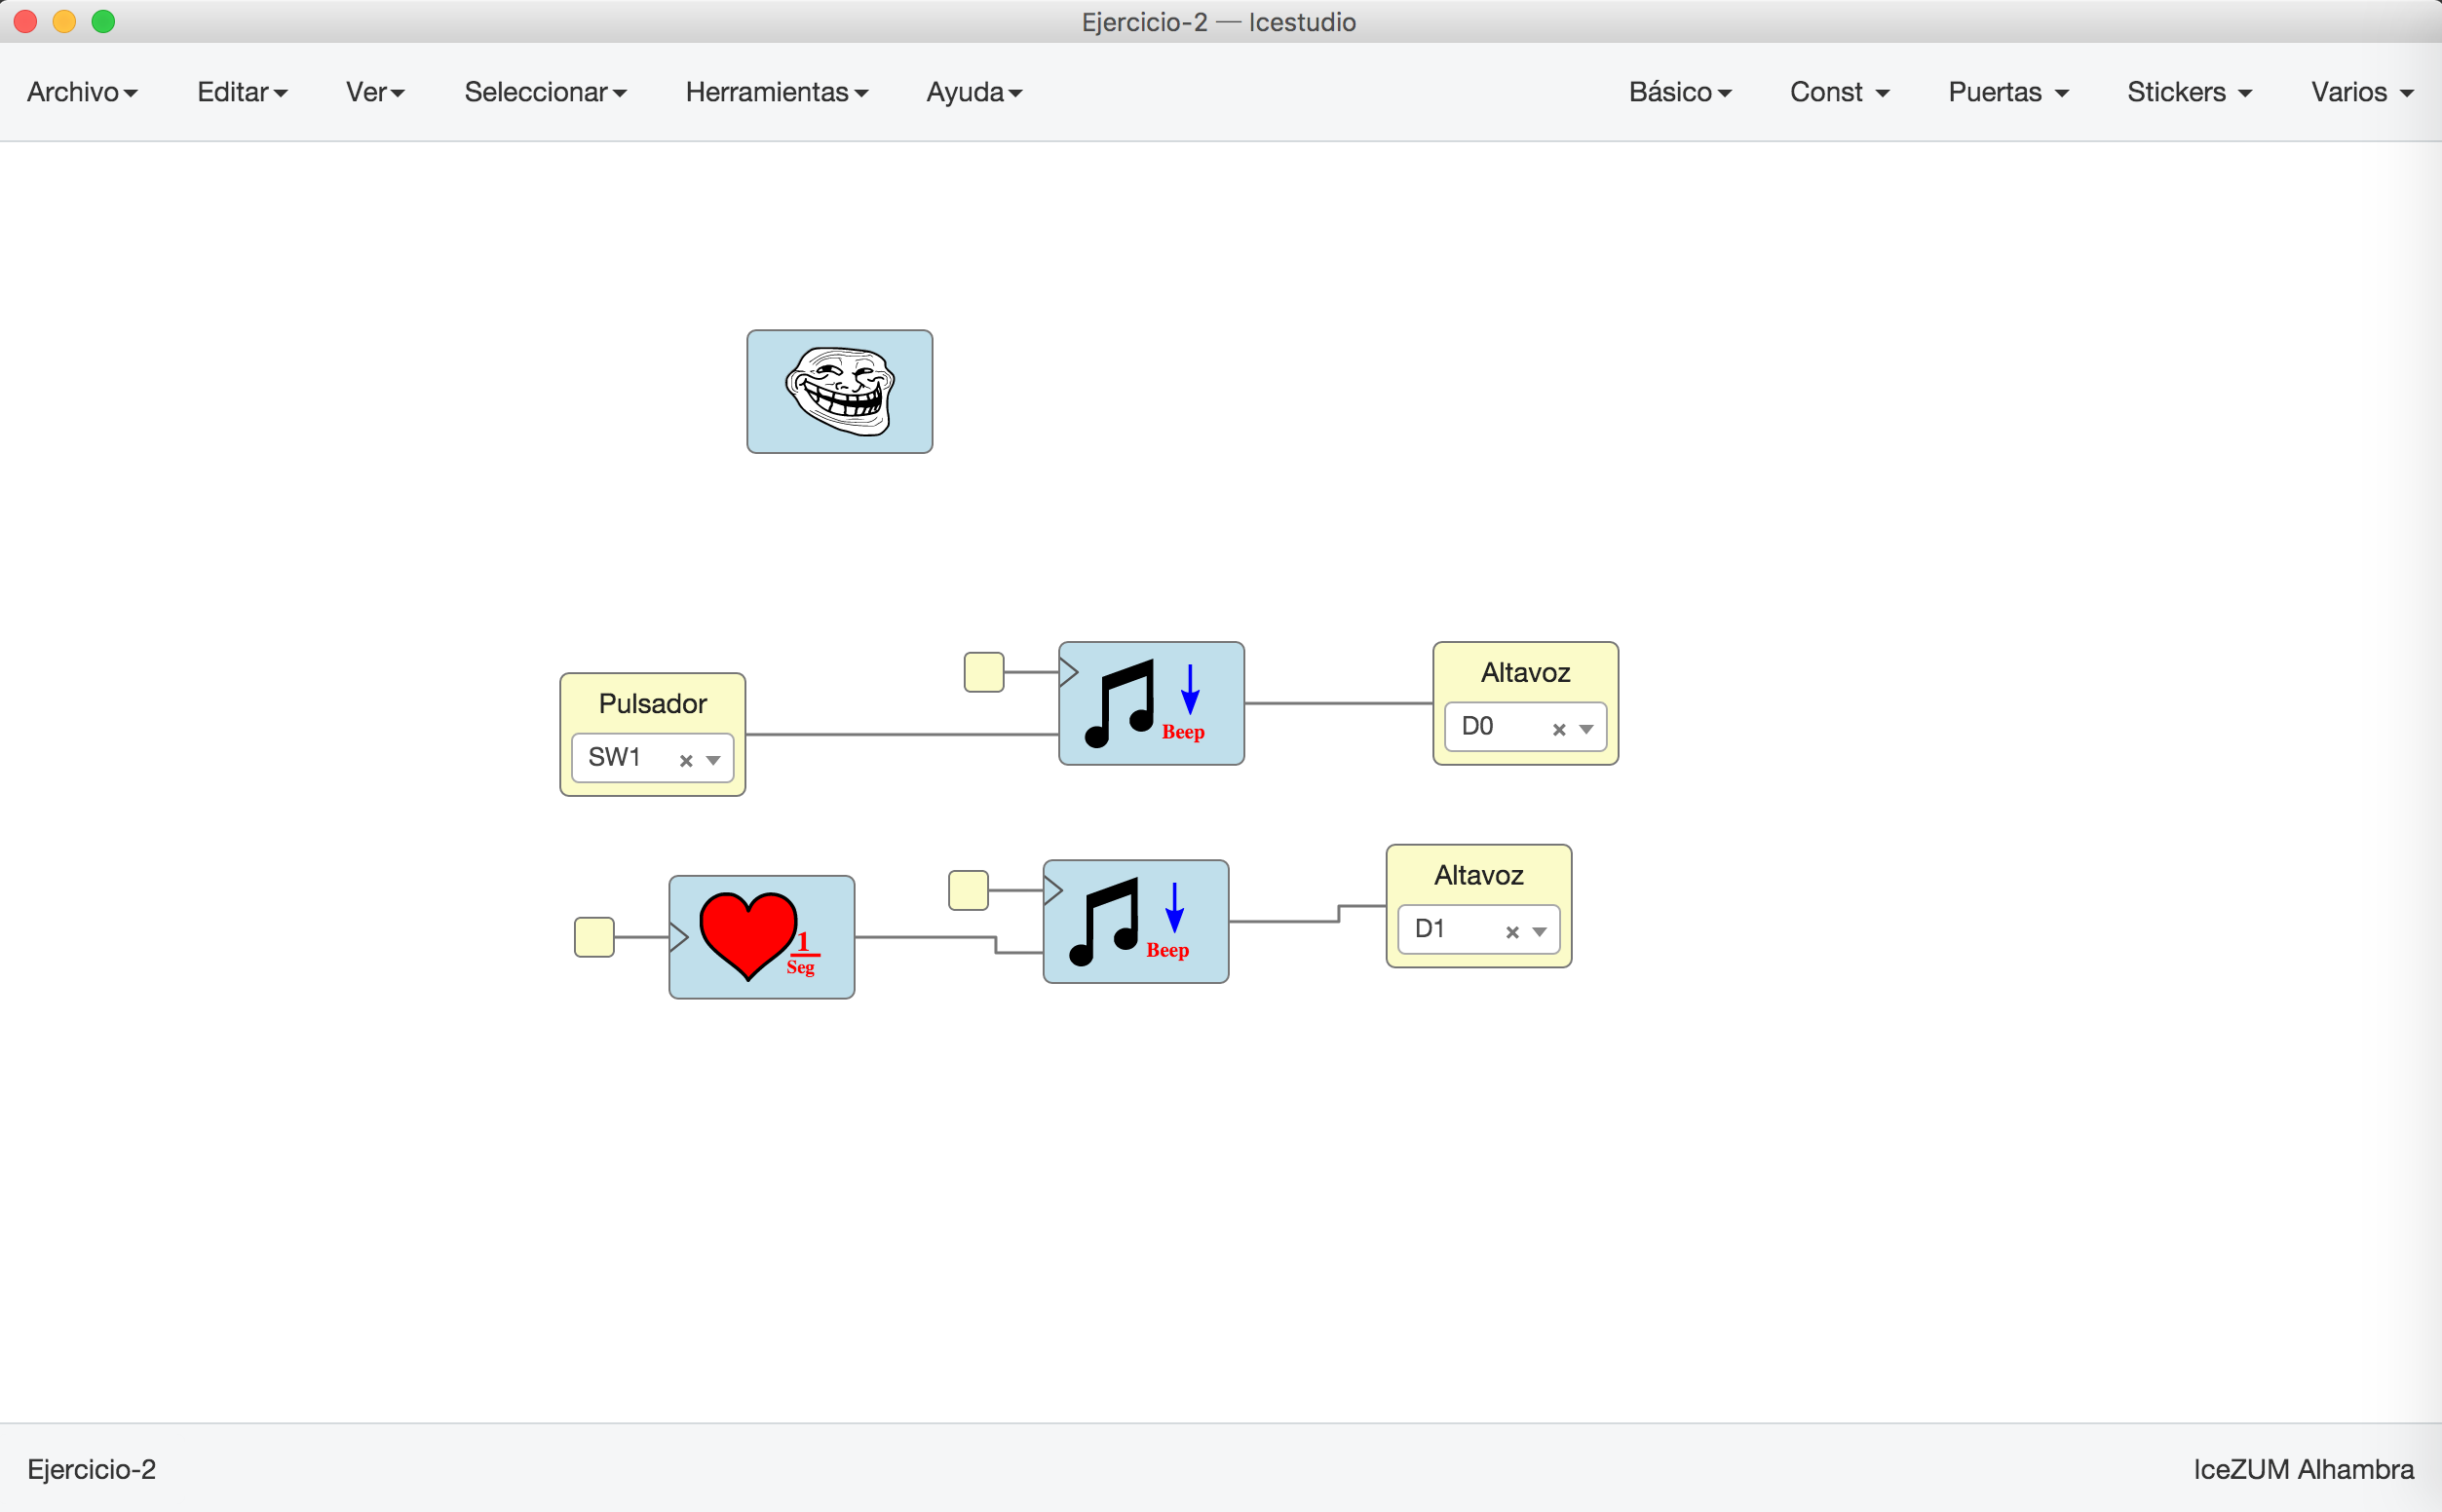 Ejercicio-2 — Icestudio
Archivo Editar Ver Seleccionar Herramientas Ayuda Básico Const Puertas Stickers Varios
Pulsador
SW1
Beep
Altavoz
D0
1
Seg
Beep
Altavoz
D1
Ejercicio-2 IceZUM Alhambra